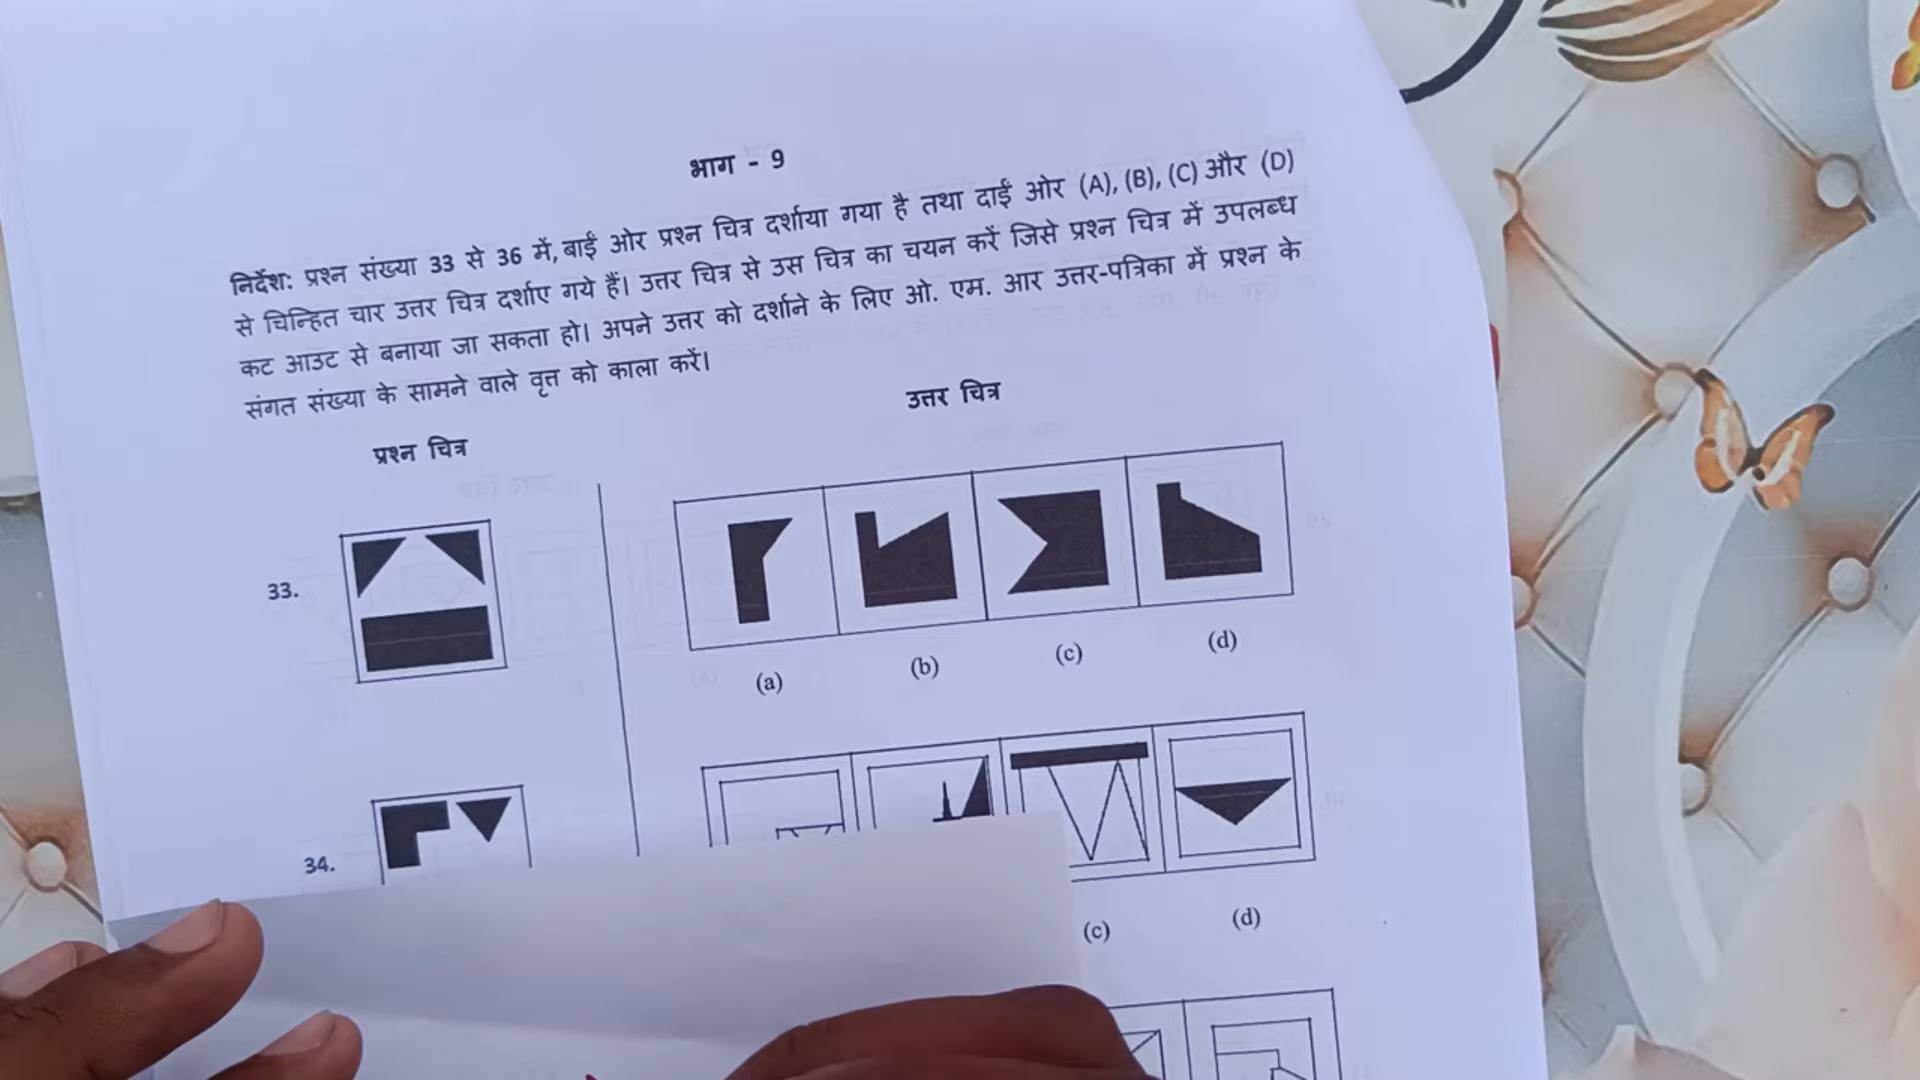 भाग - 9
निर्देश: प्रश्न संख्या 33 से 36 में, बाईं ओर प्रश्न चित्र दर्शाया गया है तथा दाईं ओर (A), (B), (C) और (D)
से चिन्हित चार उत्तर चित्र दर्शाए गये हैं। उत्तर चित्र से उस चित्र का चयन करें जिसे प्रश्न चित्र में उपलब्ध
कट आउट से बनाया जा सकता हो। अपने उत्तर को दर्शाने के लिए ओ. एम. आर उत्तर-पत्रिका में प्रश्न के
संगत संख्या के सामने वाले वृत्त को काला करें।
प्रश्न चित्र
उत्तर चित्र
33.
(a)
(b)
(c)
(d)
34.
(c)
(d)